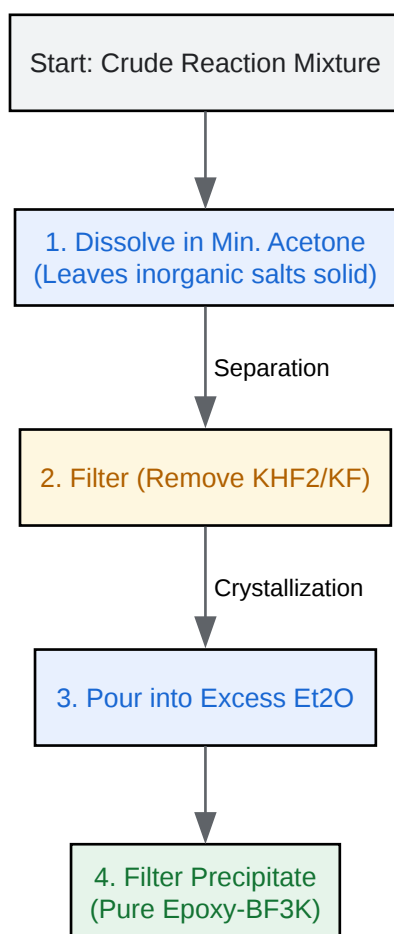 Start: Crude Reaction Mixture
1. Dissolve in Min. Acetone
(Leaves inorganic salts solid)
Separation
2. Filter (Remove KHF2/KF)
Crystallization
3. Pour into Excess Et2O
4. Filter Precipitate
(Pure Epoxy-BF3K)